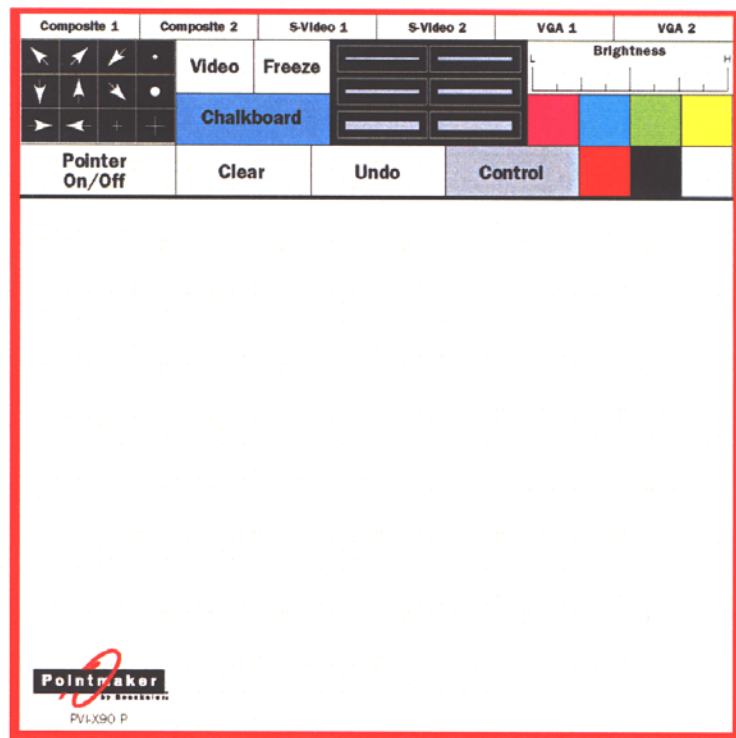 Composite 1 Composite 2 S-Video 1 S-Video 2 VGA 1 VGA 2
Brightness
L H
Video Freeze
Chalkboard
Pointer
On/Off
Clear Undo Control
Pointmaker
PVI-X90 P